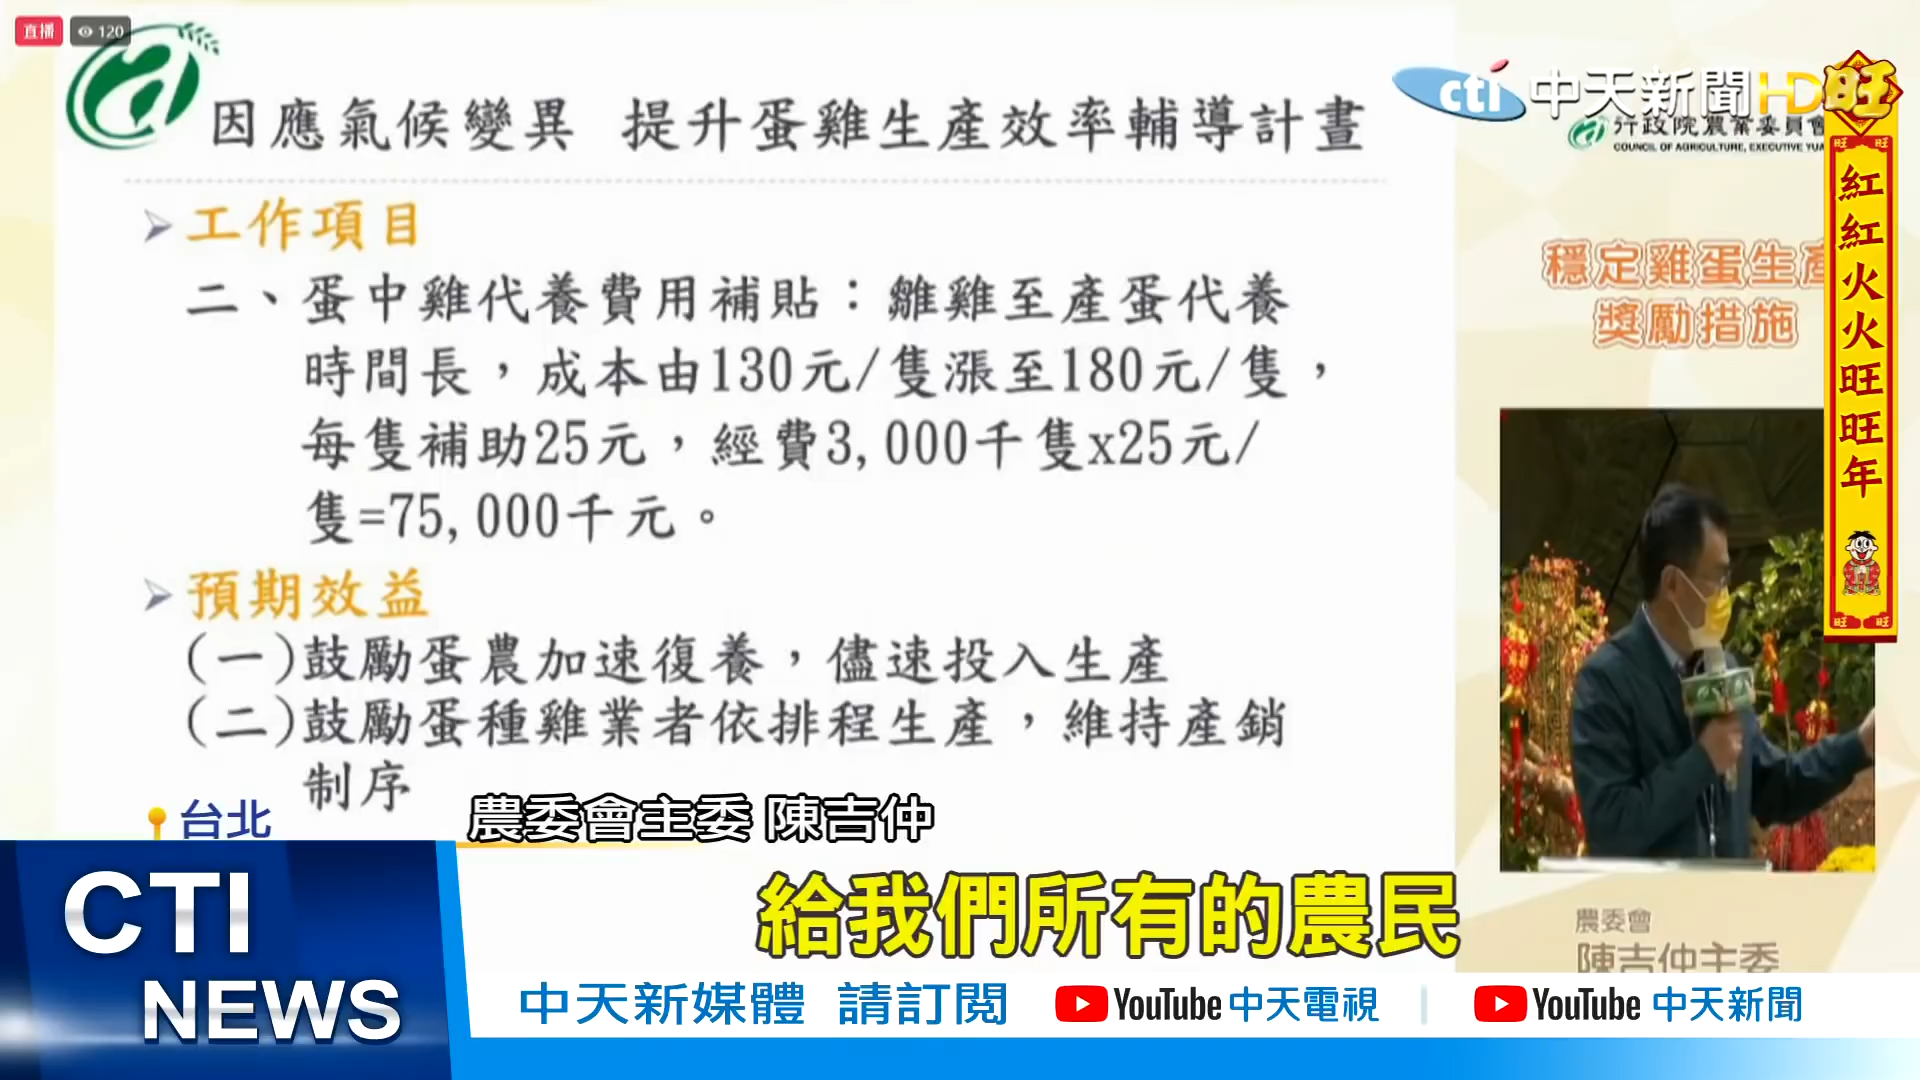 直播 120
因應氣候變異 提升蛋雞生產效率輔導計畫
工作項目
二、蛋中雞代養費用補貼：雛雞至產蛋代養
時間長，成本由130元/隻漲至180元/隻，
每隻補助25元，經費3,000千隻x25元/
隻=75,000千元。
預期效益
(一)鼓勵蛋農加速復養，儘速投入生產
(二)鼓勵蛋種雞業者依排程生產，維持產銷
制序
cti 中天新聞HD
行政院農業委員會
COUNCIL OF AGRICULTURE, EXECUTIVE YUA
穩定雞蛋生產
獎勵措施
旺
旺 旺
紅紅火火旺旺年
旺 旺
農委會
陳吉仲主委
台北
農委會主委 陳吉仲
給我們所有的農民
CTI
NEWS
中天新媒體 請訂閱 YouTube 中天電視 | YouTube 中天新聞